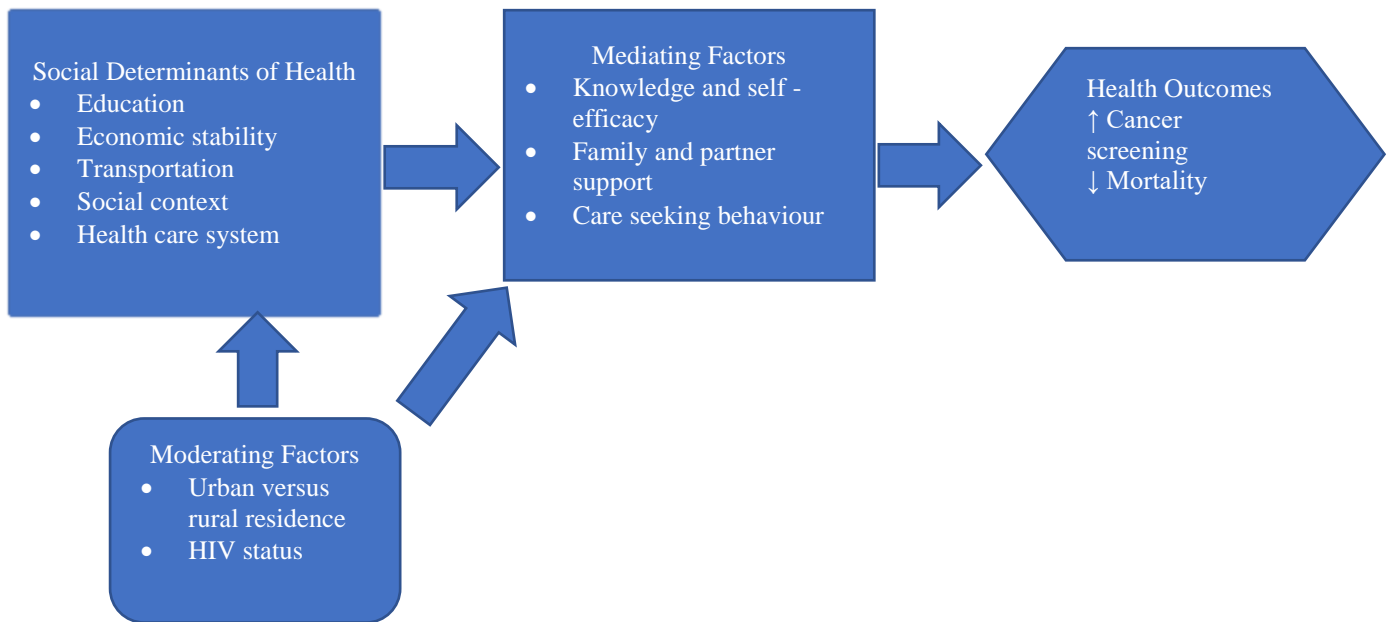 Social Determinants of Health
• Education
• Economic stability
• Transportation
• Social context
• Health care system
Mediating Factors
• Knowledge and self -
efficacy
• Family and partner
support
• Care seeking behaviour
Health Outcomes
↑ Cancer
screening
↓ Mortality
Moderating Factors
• Urban versus
rural residence
• HIV status